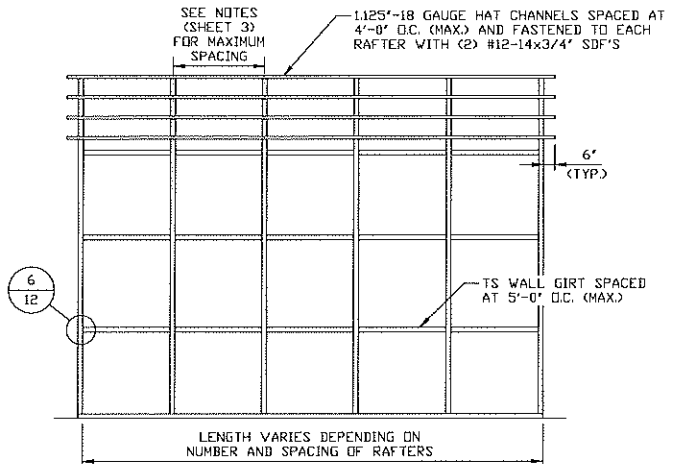 SEE NOTES
(SHEET 3)
FOR MAXIMUM
SPACING
1.125"-18 GAUGE HAT CHANNELS SPACED AT
4'-0" O.C. (MAX.) AND FASTENED TO EACH
RAFTER WITH (2) #12-14x3/4" SDF'S
6"
(TYP.)
6
12
TS WALL GIRT SPACED
AT 5'-0" O.C. (MAX.)
LENGTH VARIES DEPENDING ON
NUMBER AND SPACING OF RAFTERS